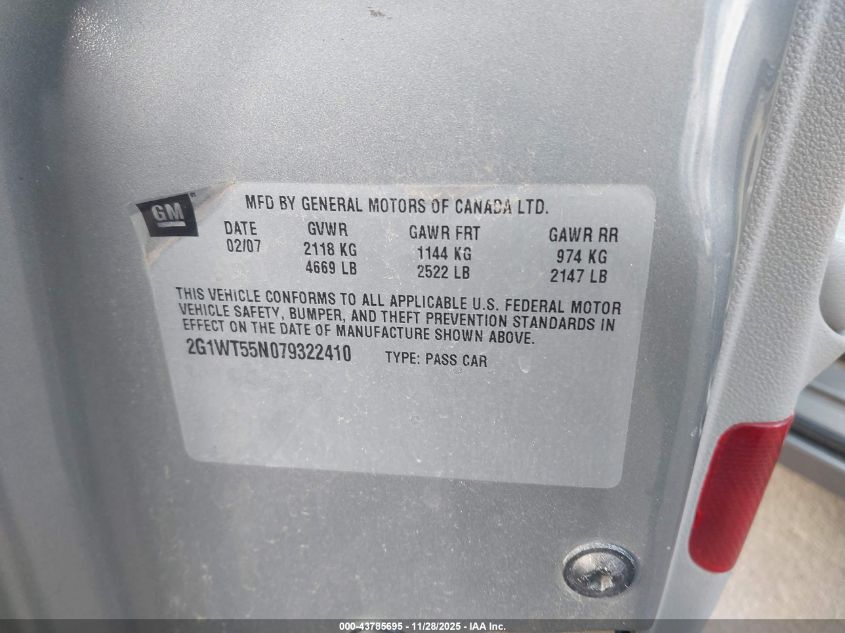 GM
MFD BY GENERAL MOTORS OF CANADA LTD.
DATE GVWR GAWR FRT GAWR RR
02/07 2118 KG 1144 KG 974 KG
4669 LB 2522 LB 2147 LB
THIS VEHICLE CONFORMS TO ALL APPLICABLE U.S. FEDERAL MOTOR
VEHICLE SAFETY, BUMPER, AND THEFT PREVENTION STANDARDS IN
EFFECT ON THE DATE OF MANUFACTURE SHOWN ABOVE.
2G1WT55N079322410 TYPE: PASS CAR
000-43785695 - 11/28/2025 - IAA Inc.